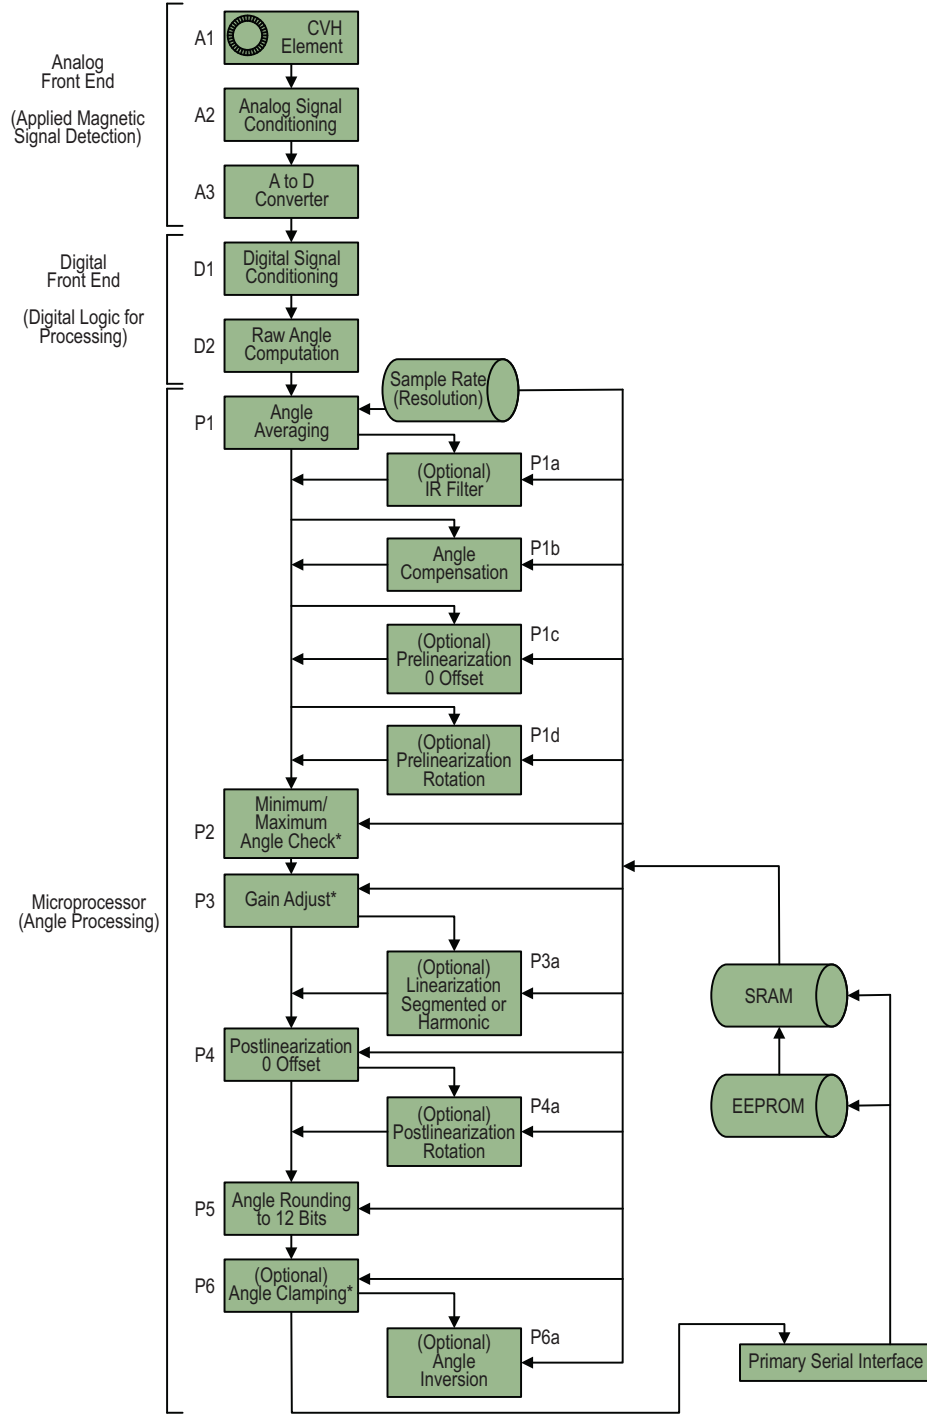 Analog
Front End
(Applied Magnetic
Signal Detection)
A1
CVH
Element
A2
Analog Signal
Conditioning
A3
A to D
Converter
Digital
Front End
(Digital Logic for
Processing)
D1
Digital Signal
Conditioning
D2
Raw Angle
Computation
Sample Rate
(Resolution)
P1
Angle
Averaging
(Optional)
IR Filter
P1a
Angle
Compensation
P1b
(Optional)
Prelinearization
0 Offset
P1c
(Optional)
Prelinearization
Rotation
P1d
P2
Minimum/
Maximum
Angle Check*
Microprocessor
(Angle Processing)
P3
Gain Adjust*
(Optional)
Linearization
Segmented or
Harmonic
P3a
SRAM
P4
Postlinearization
0 Offset
(Optional)
Postlinearization
Rotation
P4a
EEPROM
P5
Angle Rounding
to 12 Bits
P6
(Optional)
Angle Clamping*
(Optional)
Angle
Inversion
P6a
Primary Serial Interface